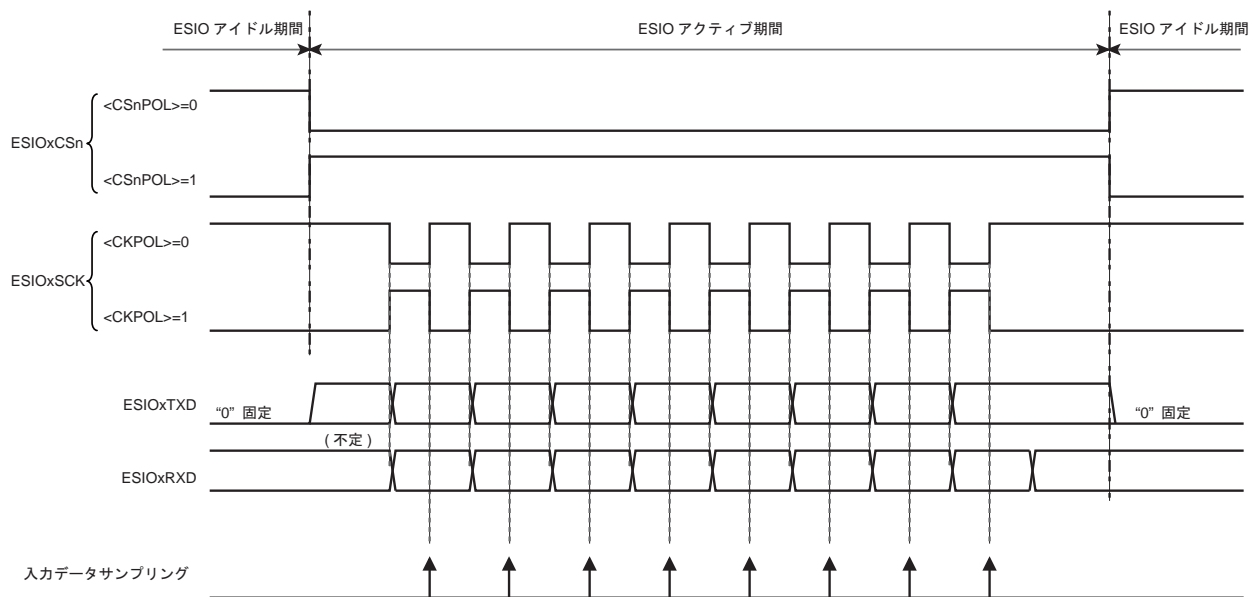 ESIO アイドル期間
ESIO アクティブ期間
ESIO アイドル期間
<CSnPOL>=0
ESIOxCSn
<CSnPOL>=1
<CKPOL>=0
ESIOxSCK
<CKPOL>=1
ESIOxTXD
“0” 固定
“0” 固定
( 不定 )
ESIOxRXD
入力データサンプリング